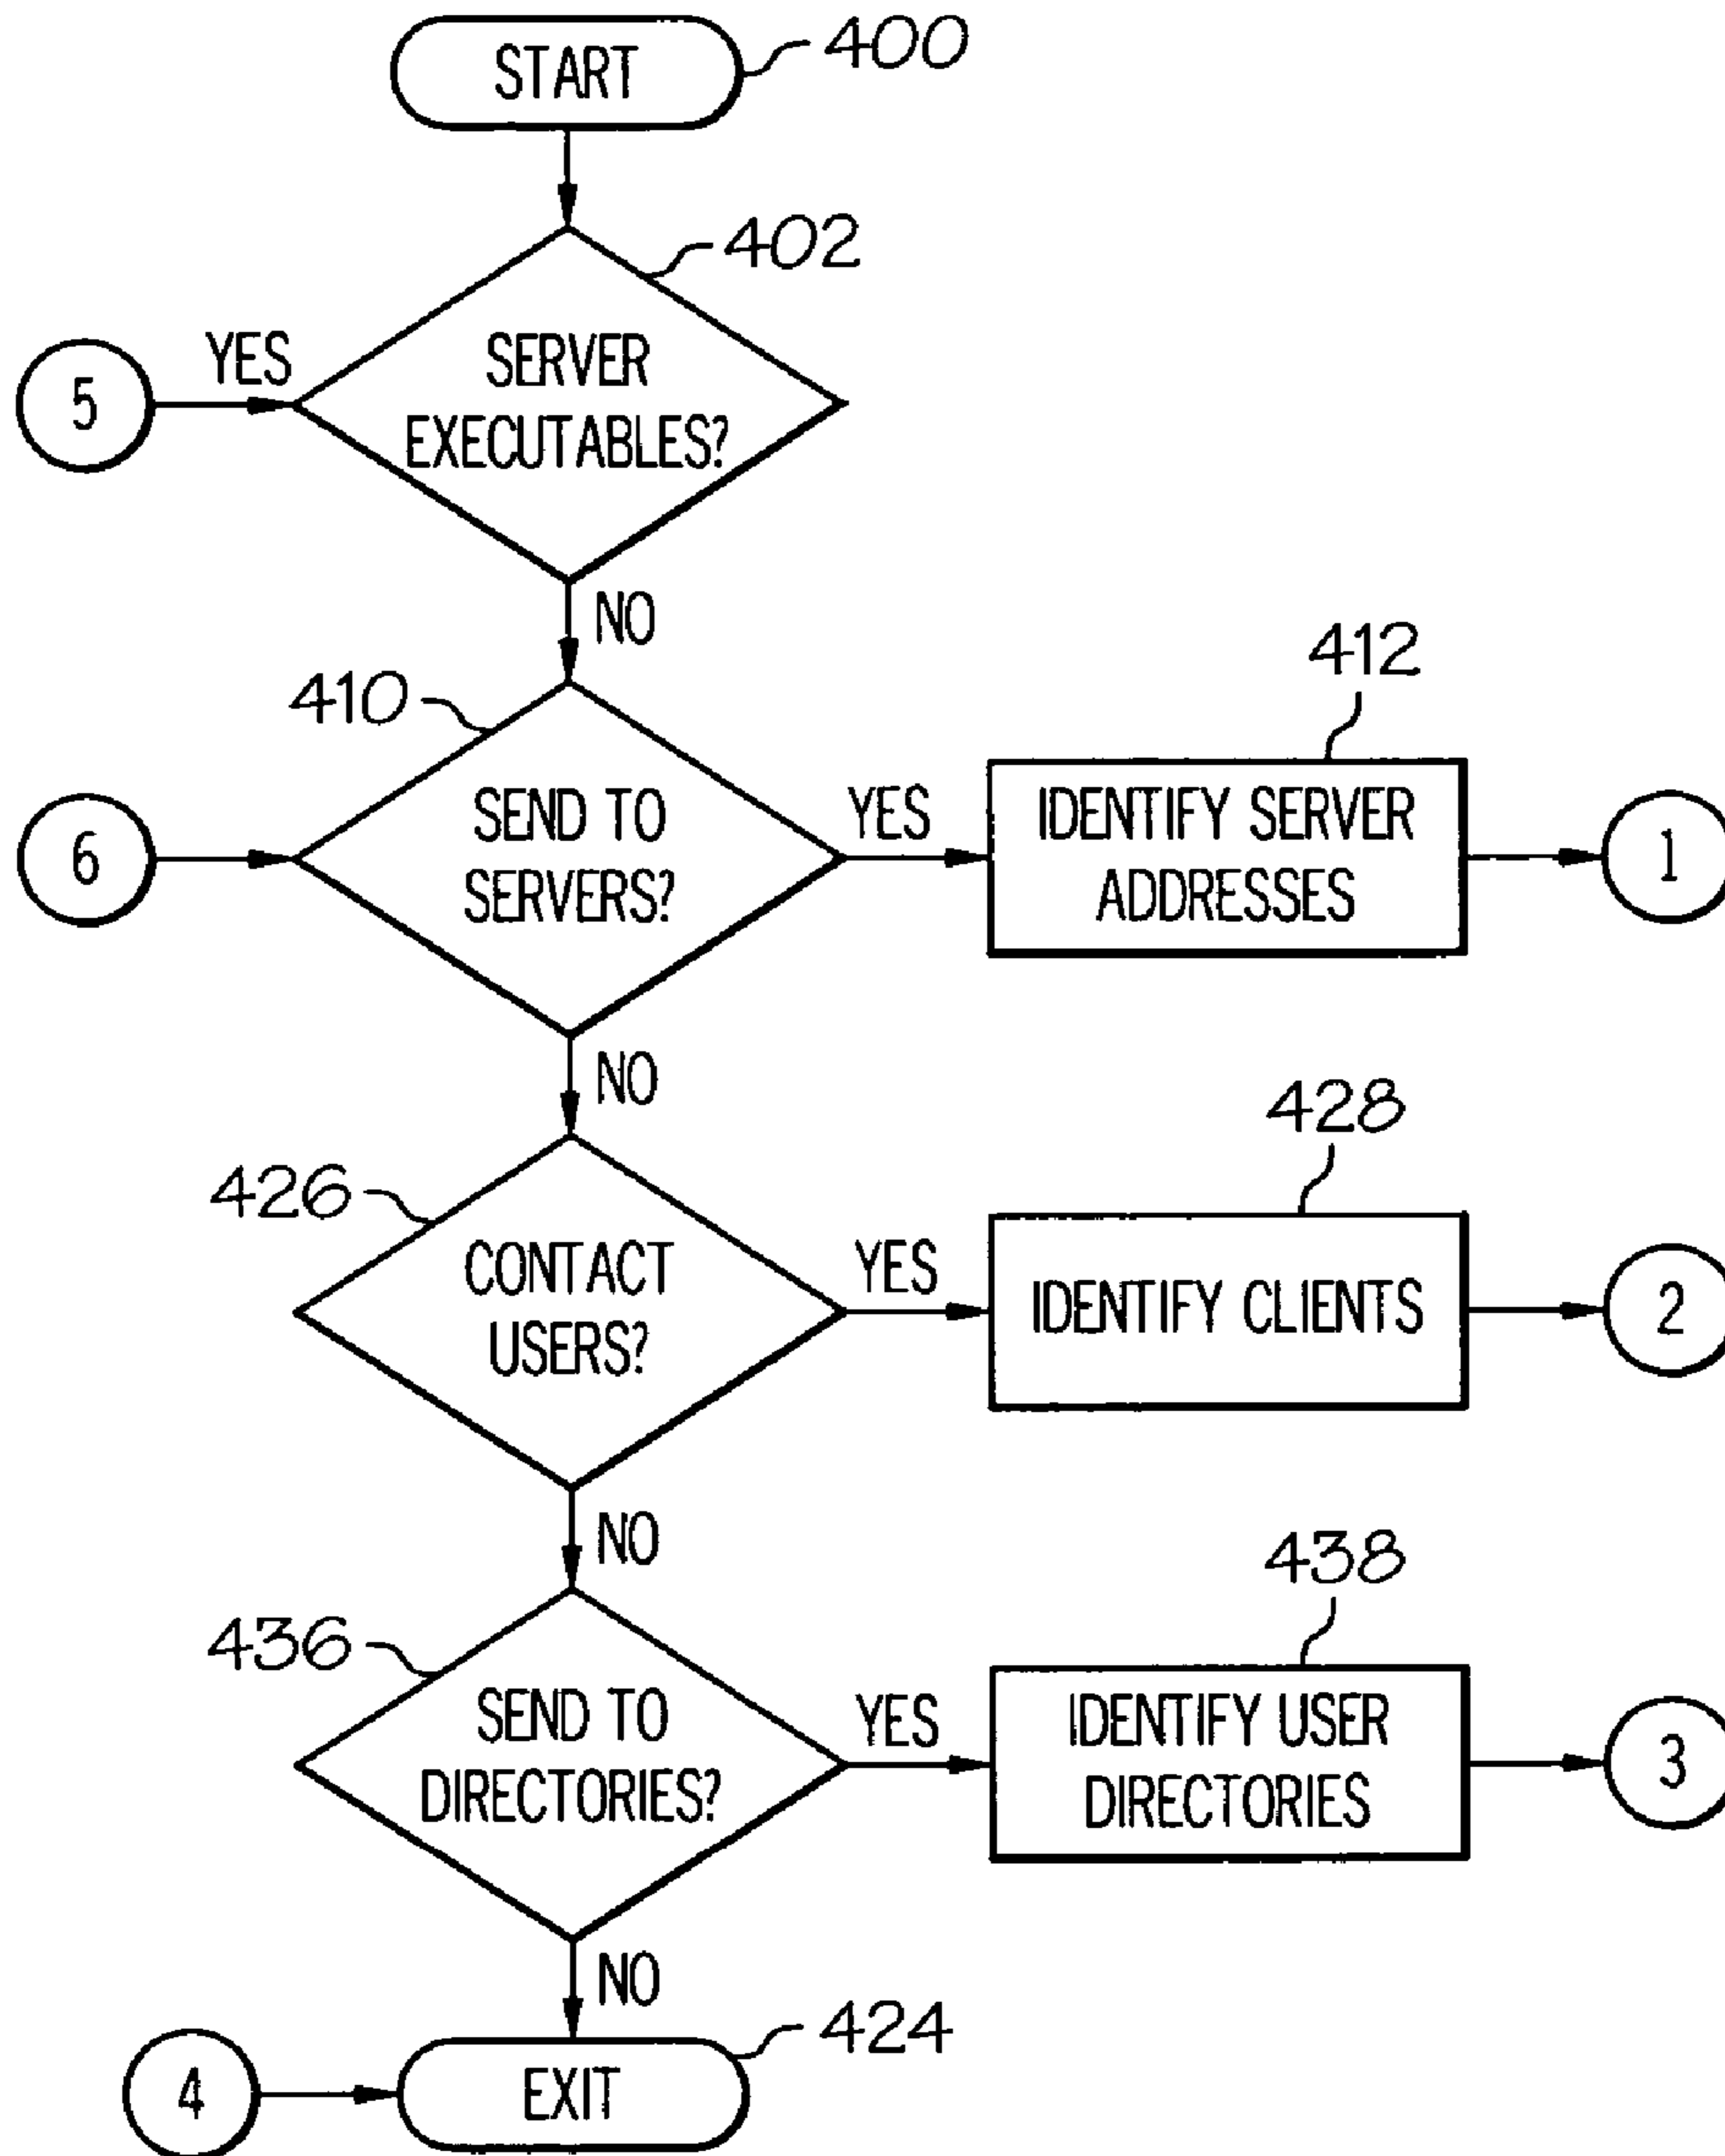 START
400
402
YES
5
SERVER
EXECUTABLES?
NO
410
412
6
SEND TO
SERVERS?
YES
IDENTIFY SERVER
ADDRESSES
1
NO
426
428
CONTACT
USERS?
YES
IDENTIFY CLIENTS
2
NO
436
438
SEND TO
DIRECTORIES?
YES
IDENTIFY USER
DIRECTORIES
3
NO
424
4
EXIT